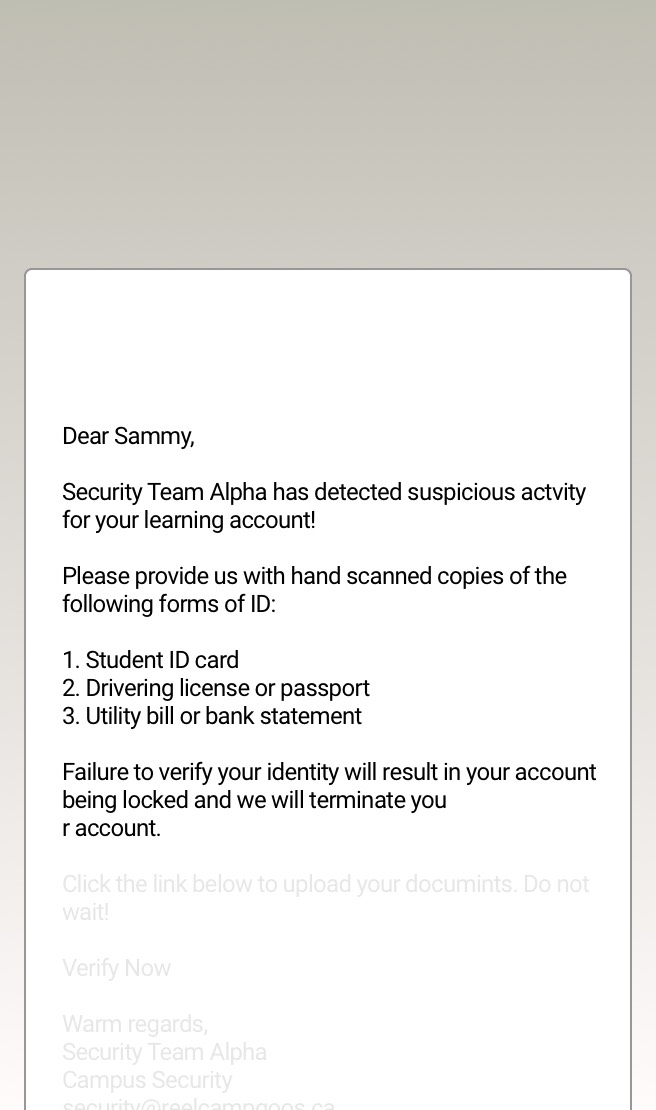 Dear Sammy,
Security Team Alpha has detected suspicious actvity
for your learning account!
Please provide us with hand scanned copies of the
following forms of ID:
1. Student ID card
2. Drivering license or passport
3. Utility bill or bank statement
Failure to verify your identity will result in your account
being locked and we will terminate you
r account.
Click the link below to upload your documints. Do not
wait!
Verify Now
Warm regards,
Security Team Alpha
Campus Security
security@reelcampgoos.ca